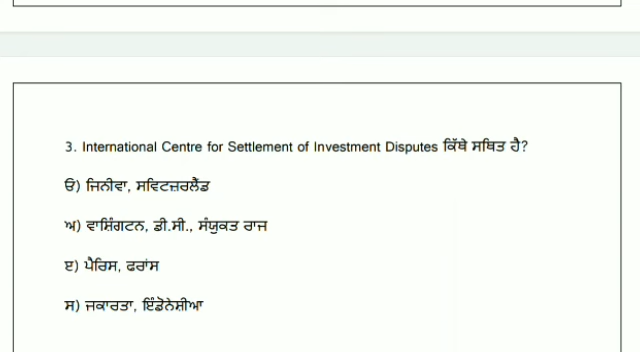 3. International Centre for Settlement of Investment Disputes ਕਿੱਥੇ ਸਥਿਤ ਹੈ?
ੳ) ਜਿਨੀਵਾ, ਸਵਿਟਜ਼ਰਲੈਂਡ
ਅ) ਵਾਸ਼ਿੰਗਟਨ, ਡੀ.ਸੀ., ਸੰਯੁਕਤ ਰਾਜ
ੲ) ਪੈਰਿਸ, ਫਰਾਂਸ
ਸ) ਜਕਾਰਤਾ, ਇੰਡੋਨੇਸ਼ੀਆ